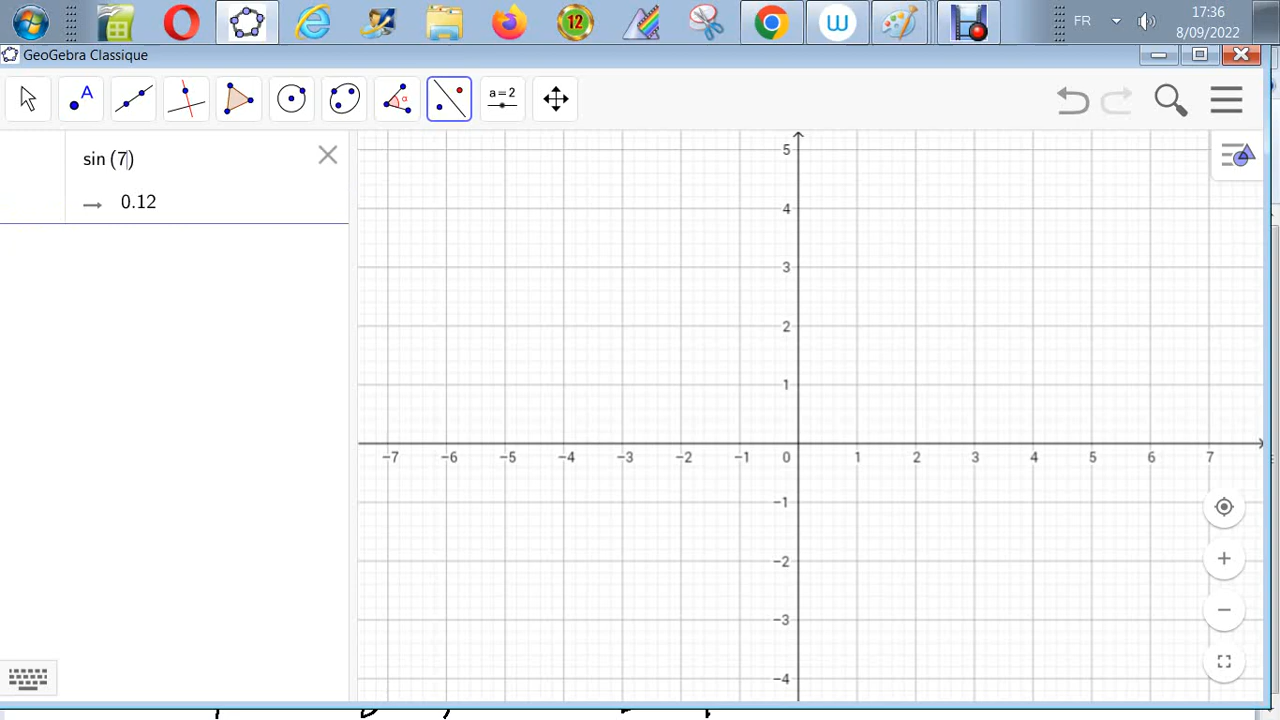 12
W
FR
17:36
8/09/2022
GeoGebra Classique
A
α
a=2
sin (7)
→ 0.12
5
4
3
2
1
−7 −6 −5 −4 −3 −2 −1 0 1 2 3 4 5 6 7
−1
−2
−3
−4